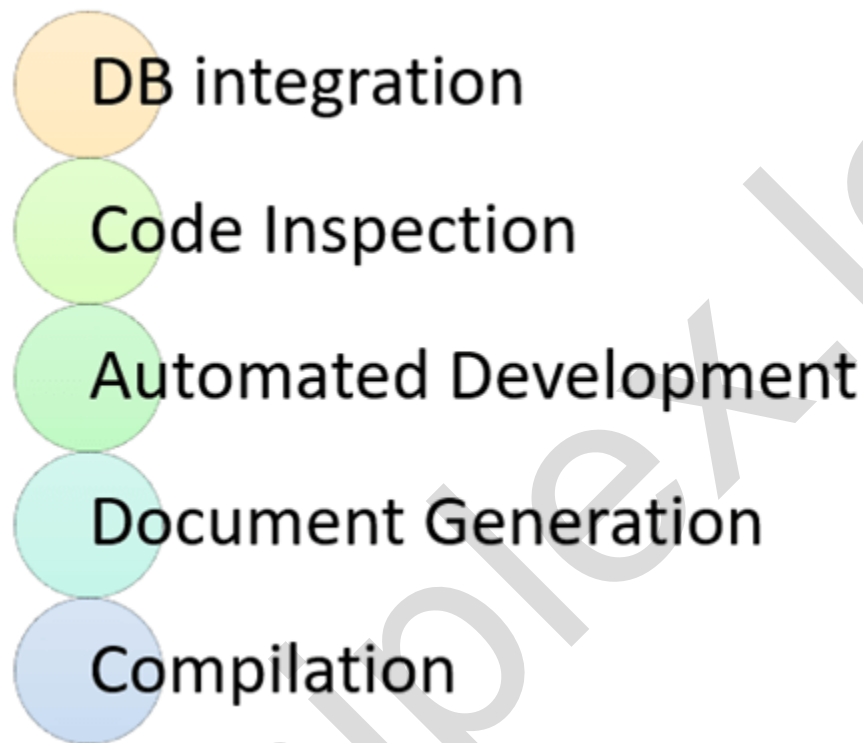 DB integration
Code Inspection
Automated Development
Document Generation
Compilation